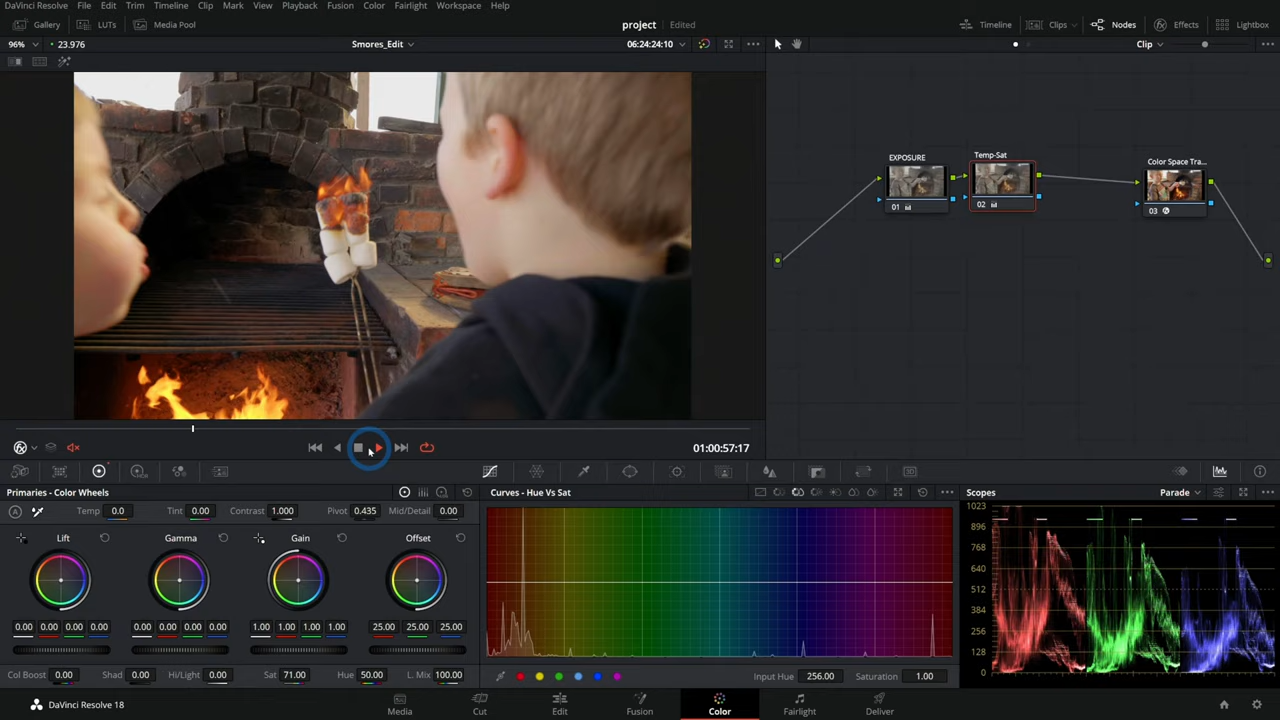 DaVinci Resolve File Edit Trim Timeline Clip Mark View Playback Fusion Color Fairlight Workspace Help
Gallery LUTs Media Pool project Edited Timeline Clips Nodes Effects Lightbox
96% 23.976 Smores_Edit 06:24:24:10 Clip
EXPOSURE Temp-Sat Color Space Tra...
01 02 03
01:00:57:17
Primaries - Color Wheels Curves - Hue Vs Sat Scopes Parade
Temp 0.0 Tint 0.00 Contrast 1.000 Pivot 0.435 Mid/Detail 0.00
Lift Gamma Gain Offset
0.00 0.00 0.00 0.00 0.00 0.00 0.00 0.00 1.00 1.00 1.00 1.00 25.00 25.00 25.00
Col Boost 0.00 Shad 0.00 Hi/Light 0.00 Sat 71.00 Hue 50.00 L. Mix 100.00
Input Hue 256.00 Saturation 1.00
1023
896
768
640
512
384
256
128
0
DaVinci Resolve 18 Media Cut Edit Fusion Color Fairlight Deliver